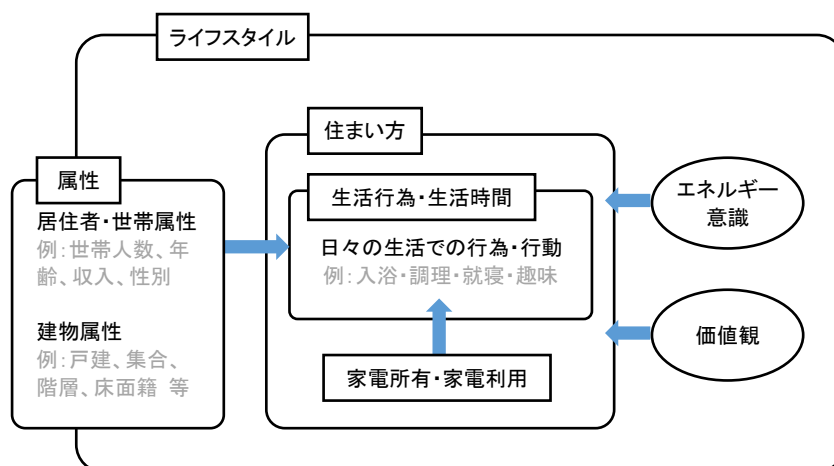 ライフスタイル
住まい方
属性
居住者・世帯属性
例：世帯人数、年
齢、収入、性別
建物属性
例：戸建、集合、
階層、床面籍 等
生活行為・生活時間
日々の生活での行為・行動
例：入浴・調理・就寝・趣味
家電所有・家電利用
エネルギー
意識
価値観